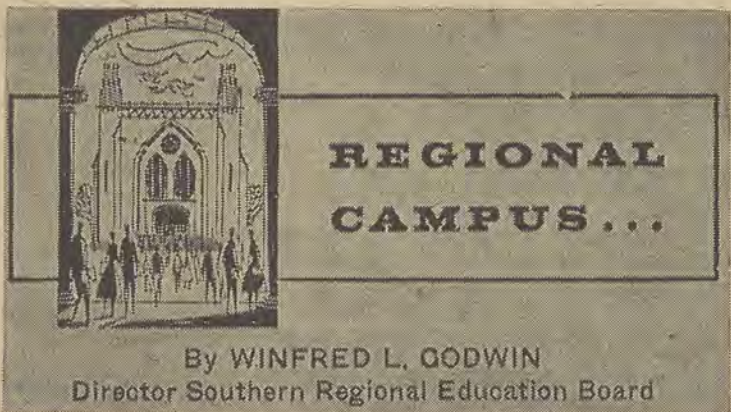 REGIONAL
CAMPUS...
By WINFRED L. GODWIN
Director Southern Regional Education Board